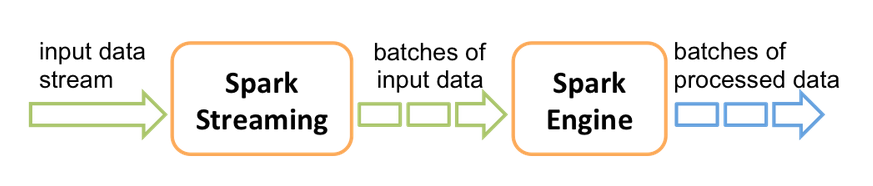 input data
stream
Spark
Streaming
batches of
input data
Spark
Engine
batches of
processed data